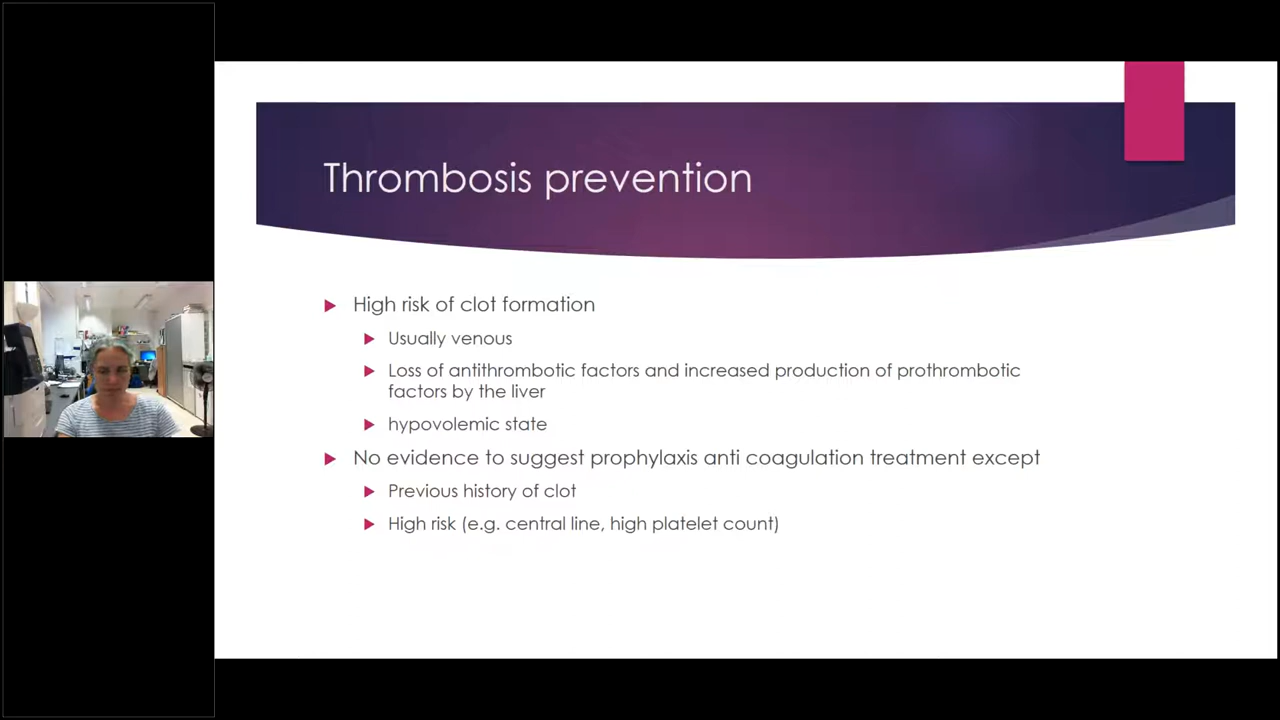 Thrombosis prevention
High risk of clot formation
Usually venous
Loss of antithrombotic factors and increased production of prothrombotic
factors by the liver
hypovolemic state
No evidence to suggest prophylaxis anti coagulation treatment except
Previous history of clot
High risk (e.g. central line, high platelet count)